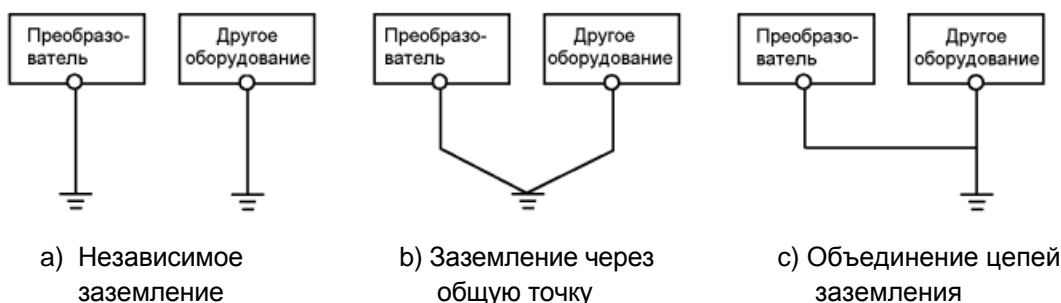 Преобразо-
ватель
Другое
оборудование
Преобразо-
ватель
Другое
оборудование
Преобразо-
ватель
Другое
оборудование
a) Независимое
заземление
b) Заземление через
общую точку
c) Объединение цепей
заземления